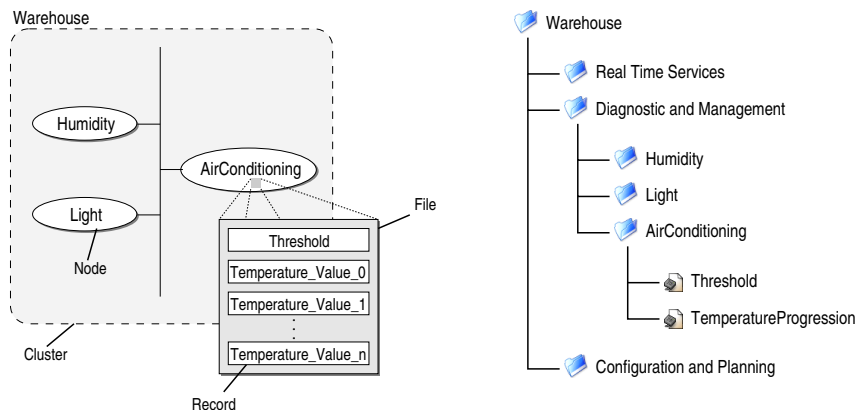 Warehouse
Humidity
AirConditioning
Light
Node
File
Threshold
Temperature_Value_0
Temperature_Value_1
Temperature_Value_n
Cluster
Record
Warehouse
Real Time Services
Diagnostic and Management
Humidity
Light
AirConditioning
Threshold
TemperatureProgression
Configuration and Planning